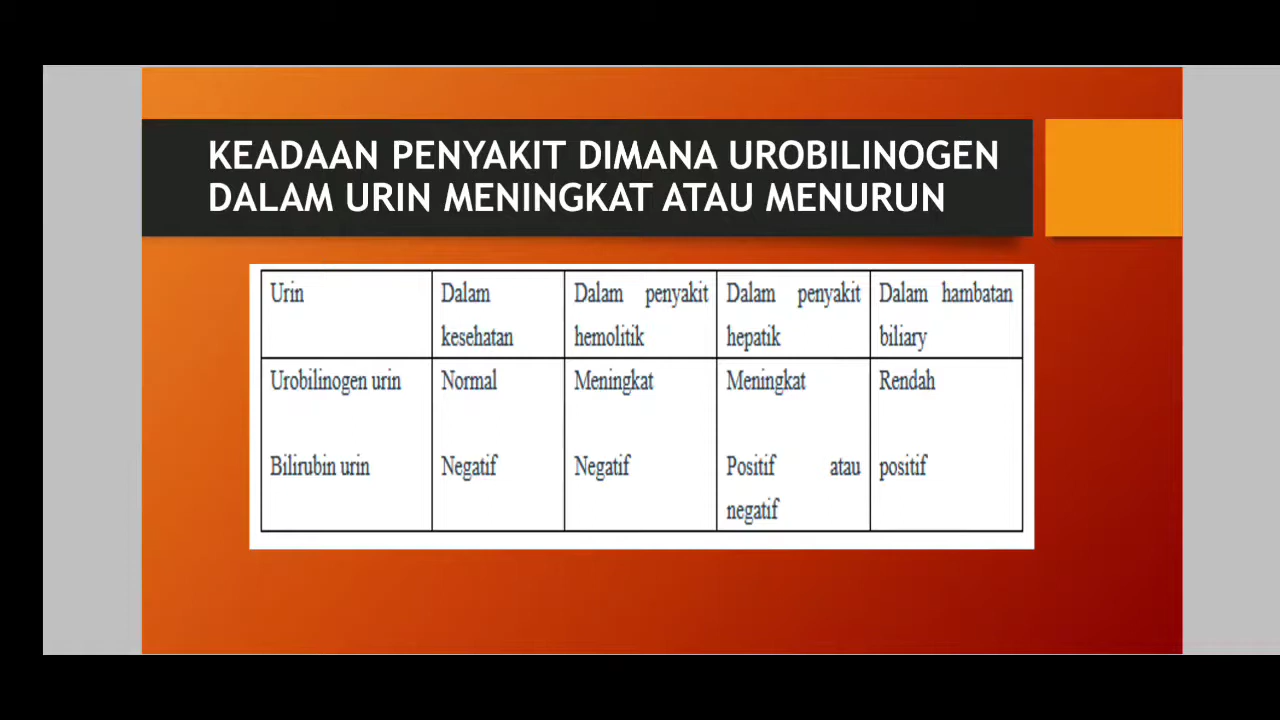 KEADAAN PENYAKIT DIMANA UROBILINOGEN
DALAM URIN MENINGKAT ATAU MENURUN
Urin
Dalam kesehatan
Dalam penyakit hemolitik
Dalam penyakit hepatik
Dalam hambatan biliary
Urobilinogen urin
Normal
Meningkat
Meningkat
Rendah
Bilirubin urin
Negatif
Negatif
Positif atau negatif
positif